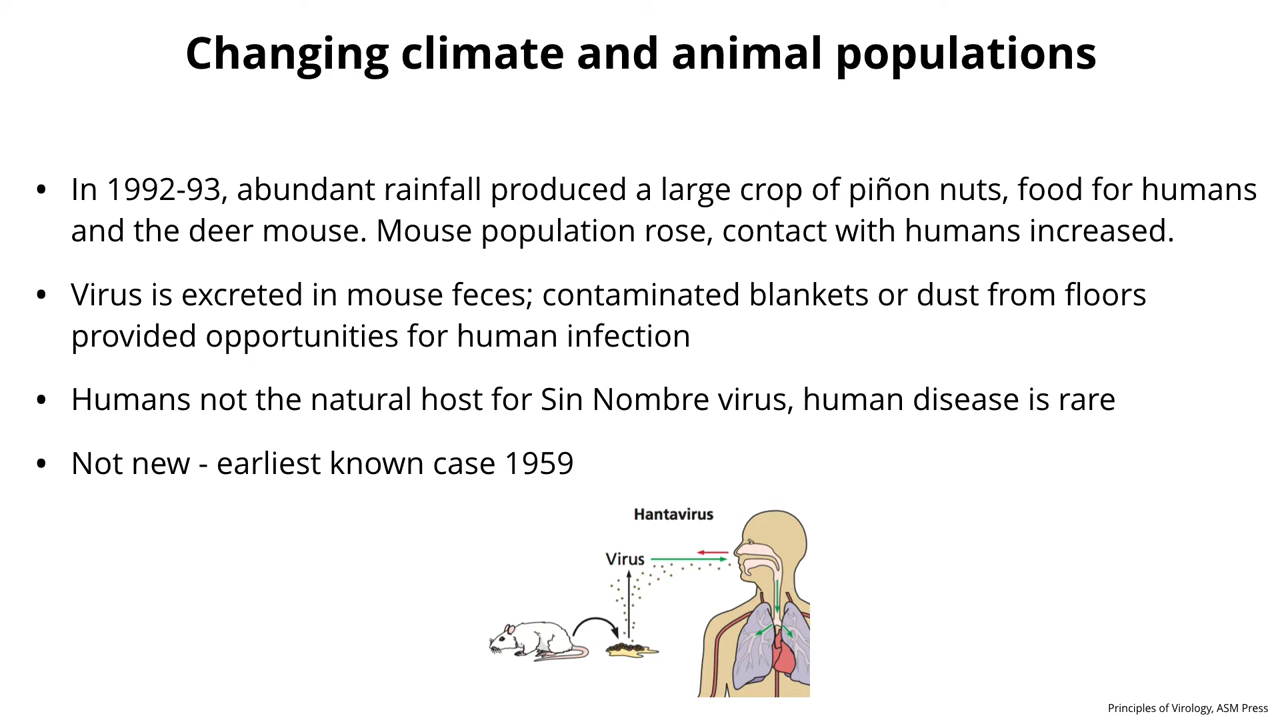 Changing climate and animal populations
• In 1992-93, abundant rainfall produced a large crop of piñon nuts, food for humans
and the deer mouse. Mouse population rose, contact with humans increased.
• Virus is excreted in mouse feces; contaminated blankets or dust from floors
provided opportunities for human infection
• Humans not the natural host for Sin Nombre virus, human disease is rare
• Not new - earliest known case 1959
Hantavirus
Virus
Principles of Virology, ASM Press